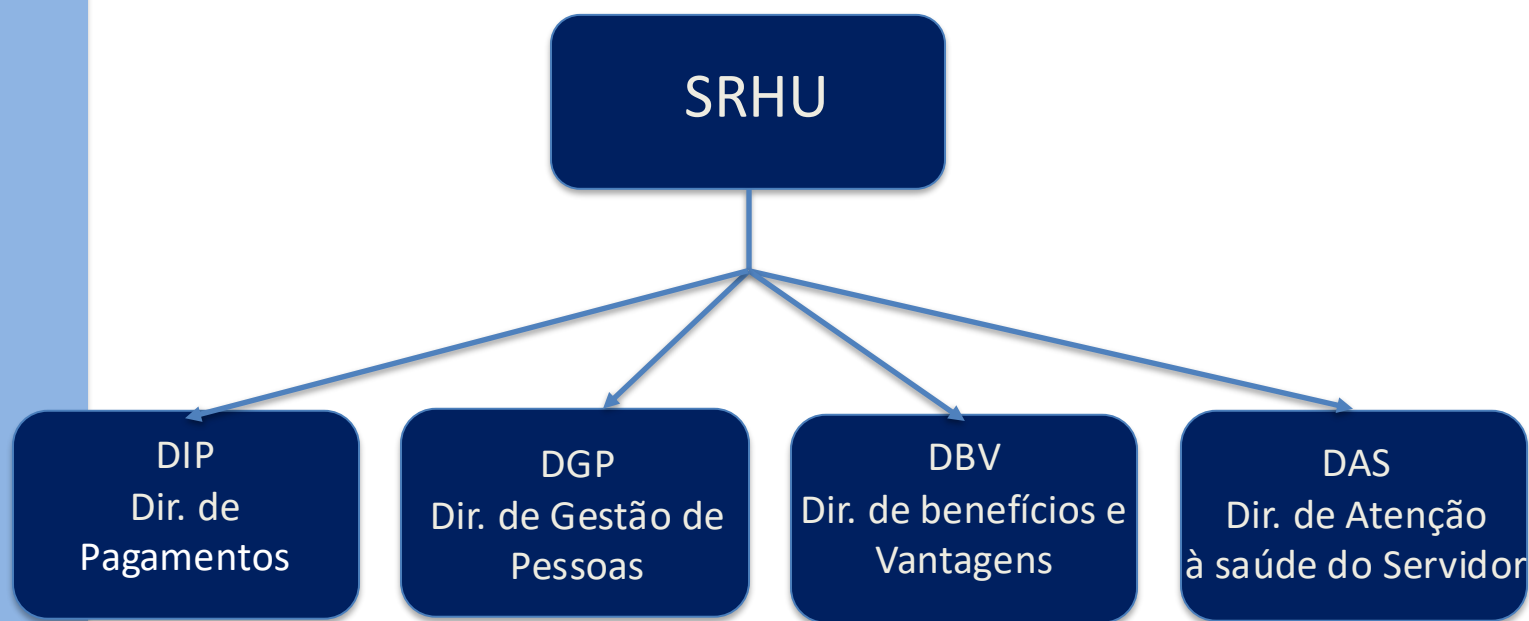 SRHU
DIP
Dir. de
Pagamentos
DGP
Dir. de Gestão de
Pessoas
DBV
Dir. de benefícios e
Vantagens
DAS
Dir. de Atenção
à saúde do Servidor